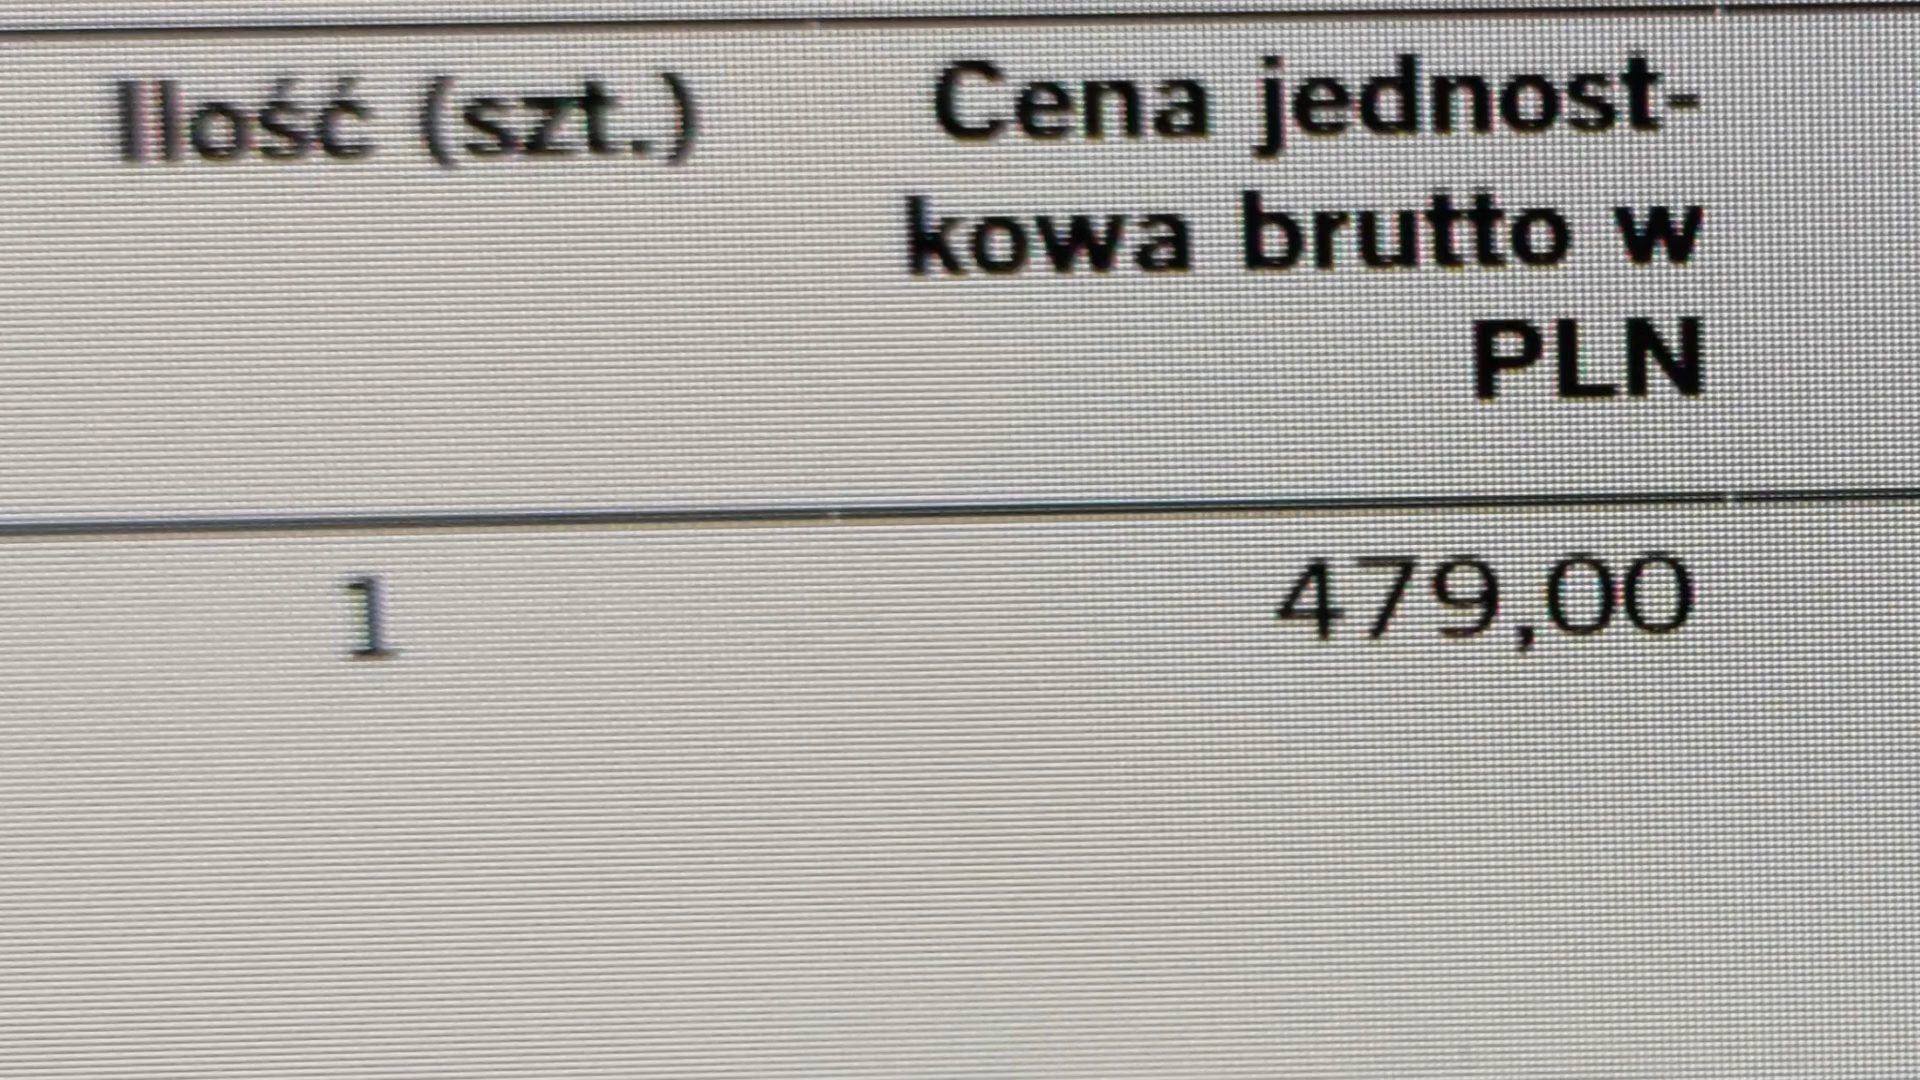 Ilość (szt.)
Cena jednost-
kowa brutto w
PLN
1
479,00